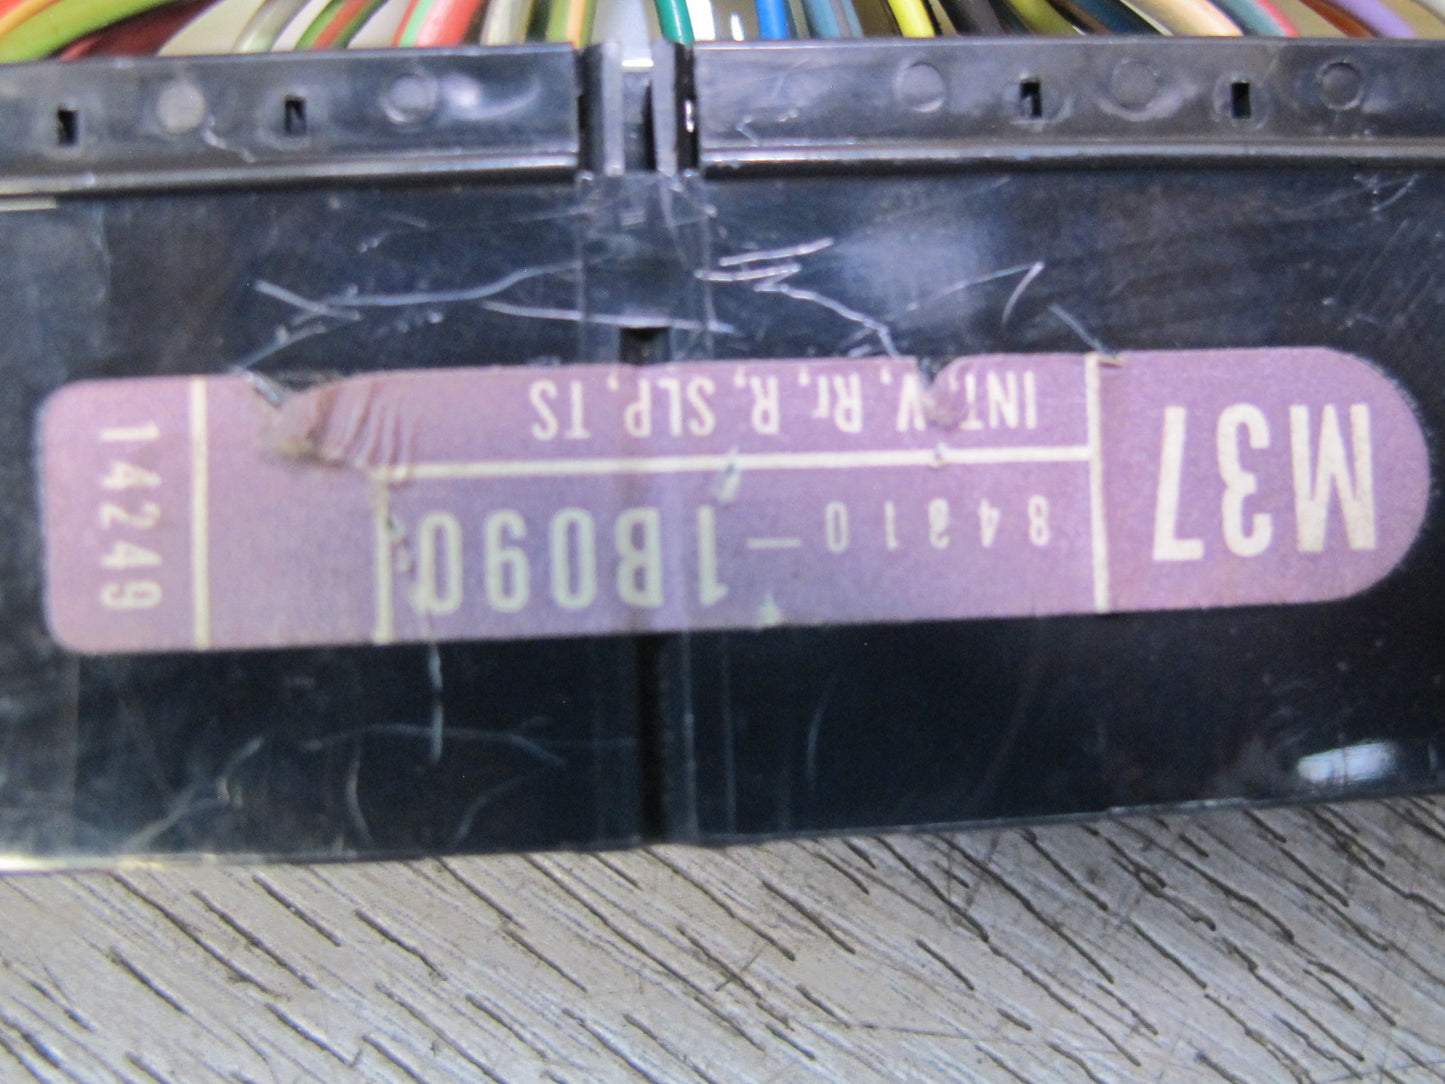 M37
INT, V, Rr, R, SLP, TS
84310-1B090
14249